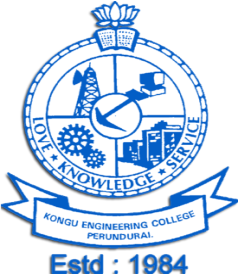 LOVE ★ KNOWLEDGE ★ SERVICE
KONGU ENGINEERING COLLEGE
PERUNDURAI.
Estd : 1984